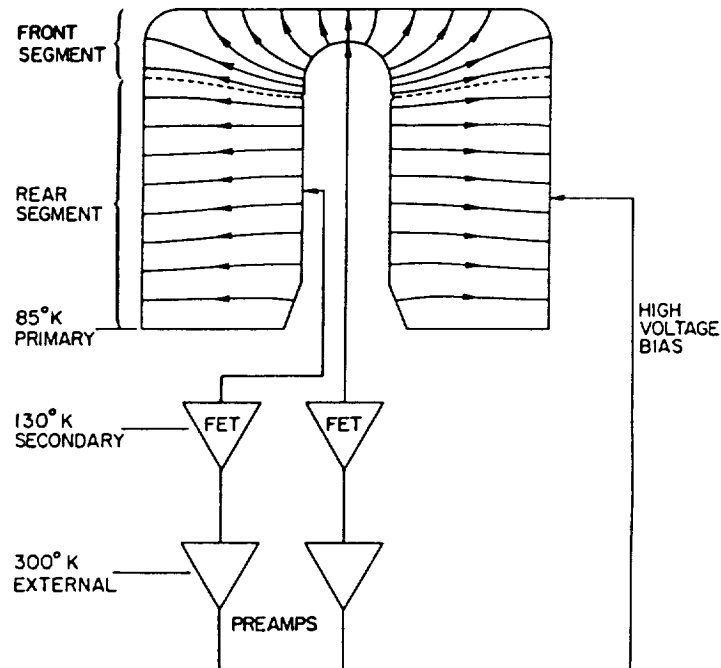 FRONT
SEGMENT
REAR
SEGMENT
85°K
PRIMARY
HIGH
VOLTAGE
BIAS
130°K
SECONDARY
FET
FET
300°K
EXTERNAL
PREAMPS